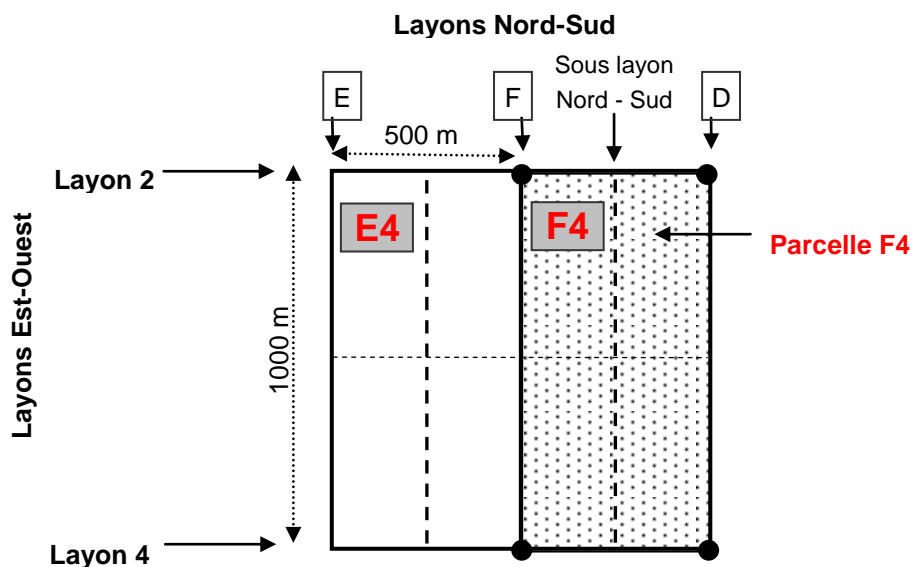 Layons Nord-Sud
Sous layon
Nord - Sud
E
F
D
500 m
Layon 2
E4
F4
Parcelle F4
Layons Est-Ouest
1000 m
Layon 4